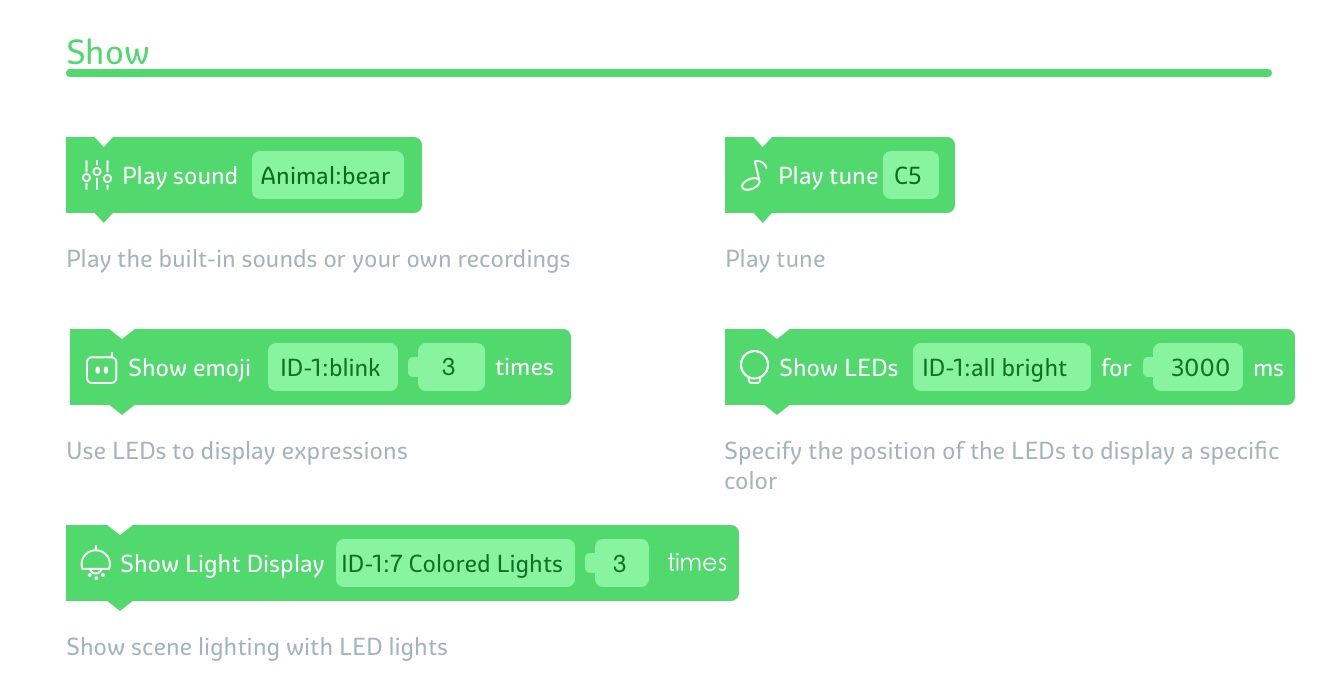 Show
Play sound Animal:bear
Play tune C5
Play the built-in sounds or your own recordings
Play tune
Show emoji ID-1:blink 3 times
Show LEDs ID-1:all bright for 3000 ms
Use LEDs to display expressions
Specify the position of the LEDs to display a specific
color
Show Light Display ID-1:7 Colored Lights 3 times
Show scene lighting with LED lights